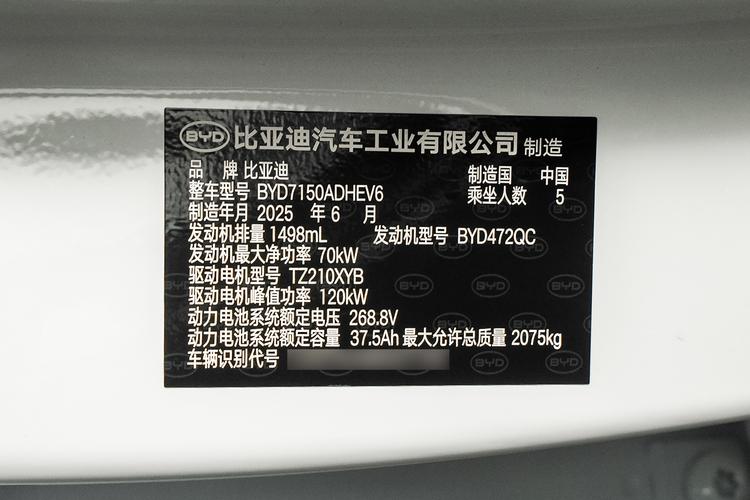 BYD 比亚迪汽车工业有限公司 制造
品 牌 比亚迪 制造国 中国
整车型号 BYD7150ADHEV6 乘坐人数 5
制造年月 2025 年 6 月
发动机排量 1498mL 发动机型号 BYD472QC
发动机最大净功率 70kW
驱动电机型号 TZ210XYB
驱动电机峰值功率 120kW
动力电池系统额定电压 268.8V
动力电池系统额定容量 37.5Ah 最大允许总质量 2075kg
车辆识别代号